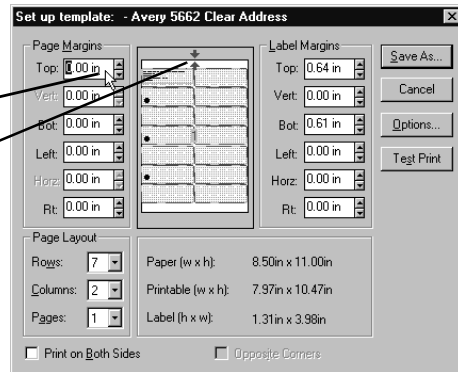 Set up template: - Avery 5662 Clear Address
Page Margins
Top: 0.00 in
Vert: 0.00 in
Bot: 0.00 in
Left: 0.00 in
Horz: 0.00 in
Rt: 0.00 in
Label Margins
Top: 0.64 in
Vert: 0.00 in
Bot: 0.61 in
Left: 0.00 in
Horz: 0.00 in
Rt: 0.00 in
Save As...
Cancel
Options...
Test Print
Page Layout
Rows: 7
Columns: 2
Pages: 1
Paper (w x h): 8.50in x 11.00in
Printable (w x h): 7.97in x 10.47in
Label (h x w): 1.31in x 3.98in
Print on Both Sides
Opposite Corners